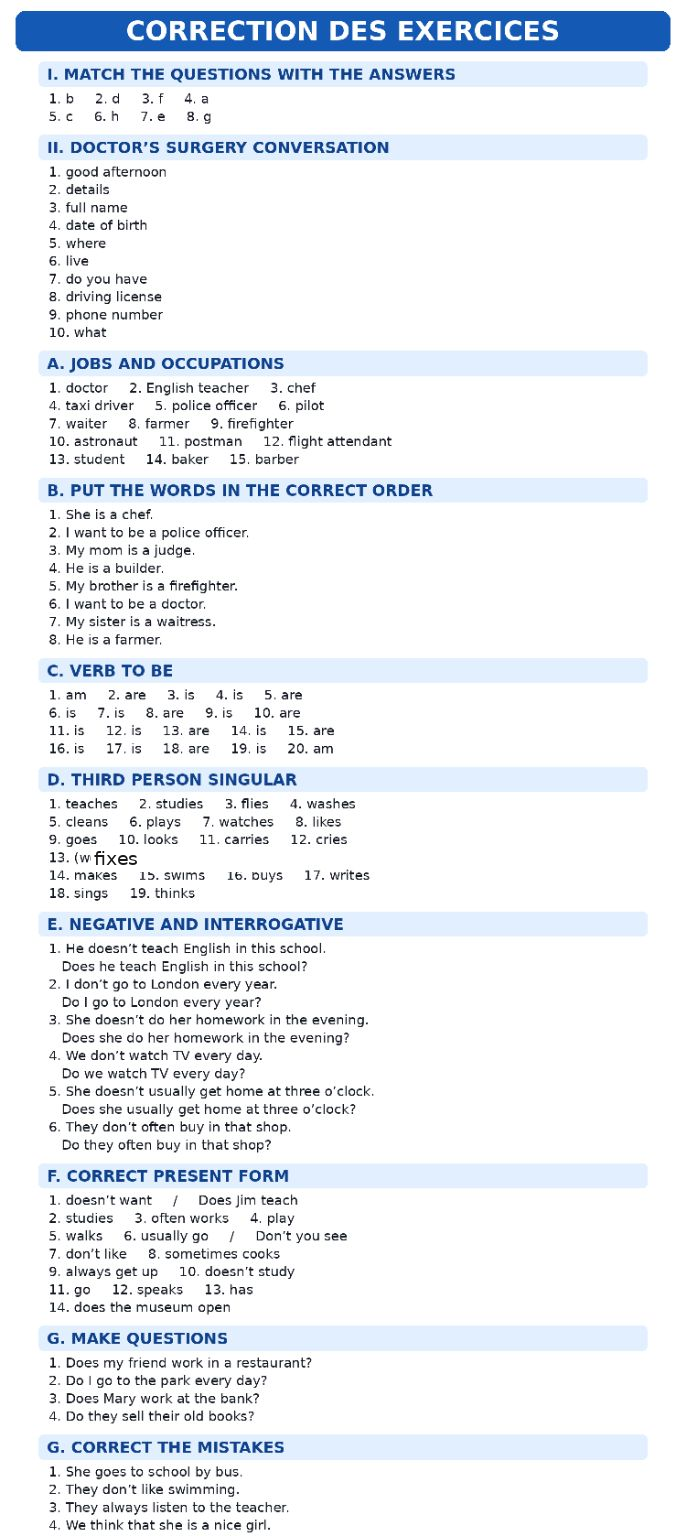 CORRECTION DES EXERCICES
I. MATCH THE QUESTIONS WITH THE ANSWERS
1. b 2. d 3. f 4. a
5. c 6. h 7. e 8. g
II. DOCTOR’S SURGERY CONVERSATION
1. good afternoon
2. details
3. full name
4. date of birth
5. where
6. live
7. do you have
8. driving license
9. phone number
10. what
A. JOBS AND OCCUPATIONS
1. doctor 2. English teacher 3. chef
4. taxi driver 5. police officer 6. pilot
7. waiter 8. farmer 9. firefighter
10. astronaut 11. postman 12. flight attendant
13. student 14. baker 15. barber
B. PUT THE WORDS IN THE CORRECT ORDER
1. She is a chef.
2. I want to be a police officer.
3. My mom is a judge.
4. He is a builder.
5. My brother is a firefighter.
6. I want to be a doctor.
7. My sister is a waitress.
8. He is a farmer.
C. VERB TO BE
1. am 2. are 3. is 4. is 5. are
6. is 7. is 8. are 9. is 10. are
11. is 12. is 13. are 14. is 15. are
16. is 17. is 18. are 19. is 20. am
D. THIRD PERSON SINGULAR
1. teaches 2. studies 3. flies 4. washes
5. cleans 6. plays 7. watches 8. likes
9. goes 10. looks 11. carries 12. cries
13. (w fixes
14. makes 15. swims 16. buys 17. writes
18. sings 19. thinks
E. NEGATIVE AND INTERROGATIVE
1. He doesn’t teach English in this school.
Does he teach English in this school?
2. I don’t go to London every year.
Do I go to London every year?
3. She doesn’t do her homework in the evening.
Does she do her homework in the evening?
4. We don’t watch TV every day.
Do we watch TV every day?
5. She doesn’t usually get home at three o’clock.
Does she usually get home at three o’clock?
6. They don’t often buy in that shop.
Do they often buy in that shop?
F. CORRECT PRESENT FORM
1. doesn’t want / Does Jim teach
2. studies 3. often works 4. play
5. walks 6. usually go / Don’t you see
7. don’t like 8. sometimes cooks
9. always get up 10. doesn’t study
11. go 12. speaks 13. has
14. does the museum open
G. MAKE QUESTIONS
1. Does my friend work in a restaurant?
2. Do I go to the park every day?
3. Does Mary work at the bank?
4. Do they sell their old books?
G. CORRECT THE MISTAKES
1. She goes to school by bus.
2. They don’t like swimming.
3. They always listen to the teacher.
4. We think that she is a nice girl.